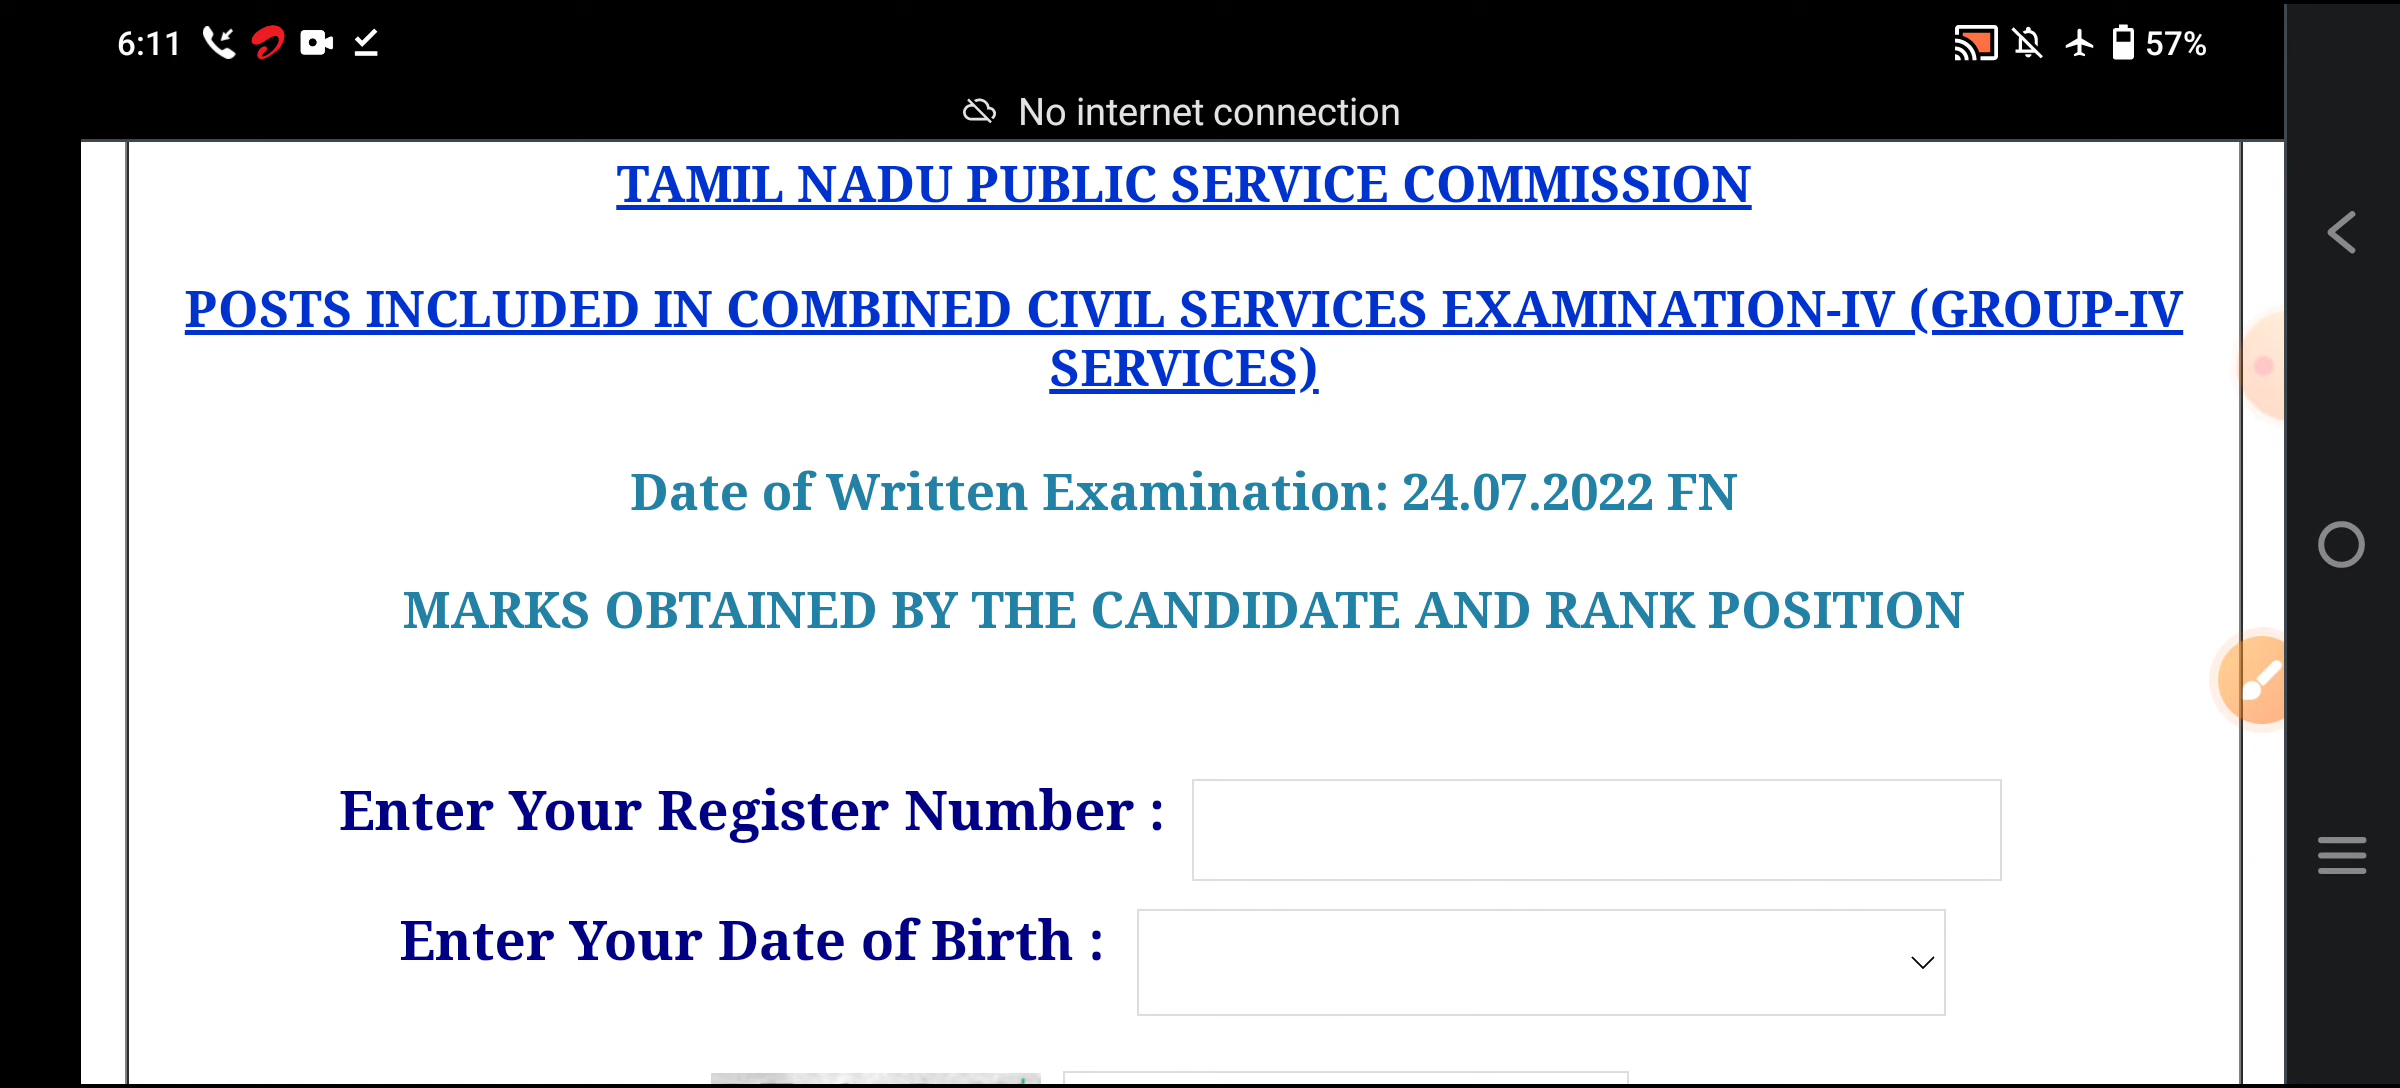 6:11
57%
No internet connection
TAMIL NADU PUBLIC SERVICE COMMISSION
POSTS INCLUDED IN COMBINED CIVIL SERVICES EXAMINATION-IV (GROUP-IV
SERVICES)
Date of Written Examination: 24.07.2022 FN
MARKS OBTAINED BY THE CANDIDATE AND RANK POSITION
Enter Your Register Number :
Enter Your Date of Birth :